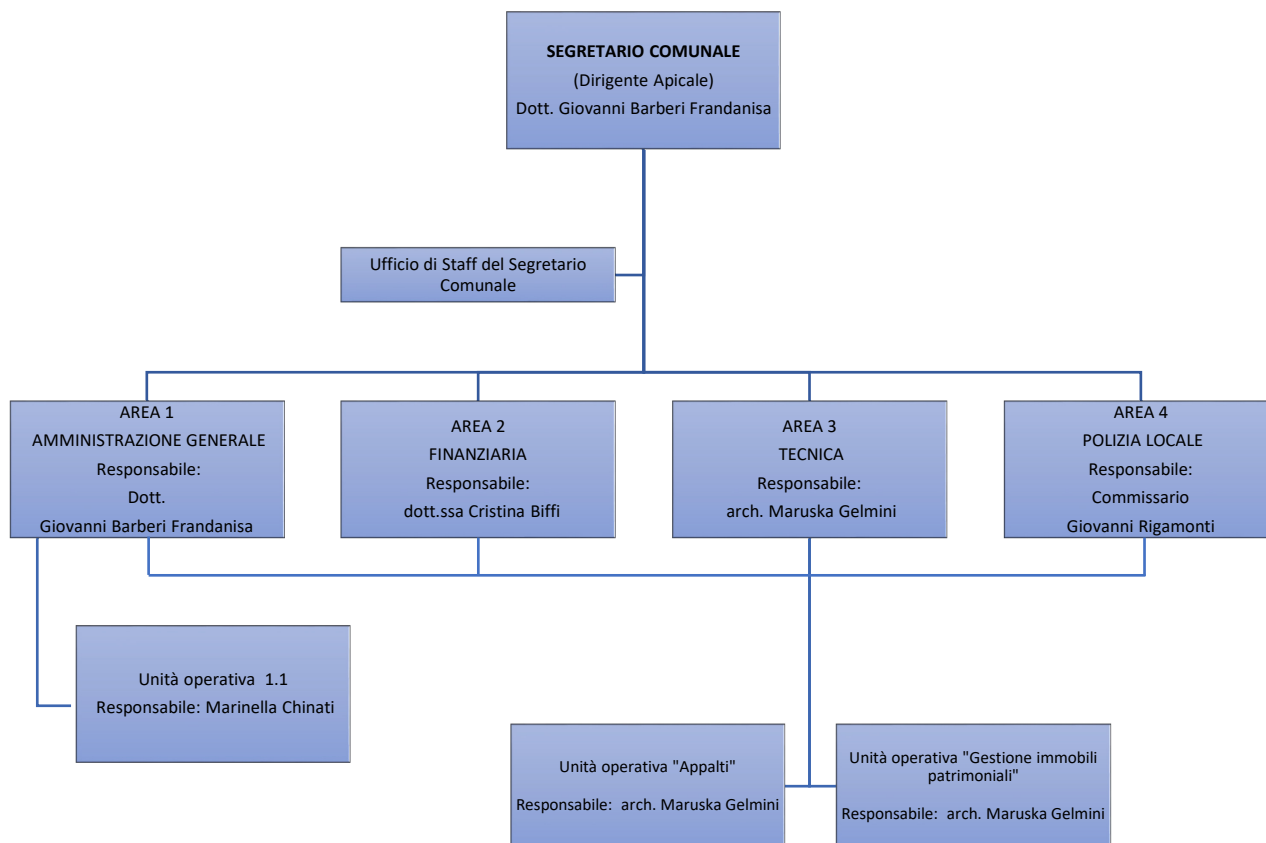 SEGRETARIO COMUNALE
(Dirigente Apicale)
Dott. Giovanni Barberi Frandanisa
Ufficio di Staff del Segretario
Comunale
AREA 1
AMMINISTRAZIONE GENERALE
Responsabile:
Dott.
Giovanni Barberi Frandanisa
AREA 2
FINANZIARIA
Responsabile:
dott.ssa Cristina Biffi
AREA 3
TECNICA
Responsabile:
arch. Maruska Gelmini
AREA 4
POLIZIA LOCALE
Responsabile:
Commissario
Giovanni Rigamonti
Unità operativa 1.1
Responsabile: Marinella Chinati
Unità operativa "Appalti"
Responsabile: arch. Maruska Gelmini
Unità operativa "Gestione immobili
patrimoniali"
Responsabile: arch. Maruska Gelmini